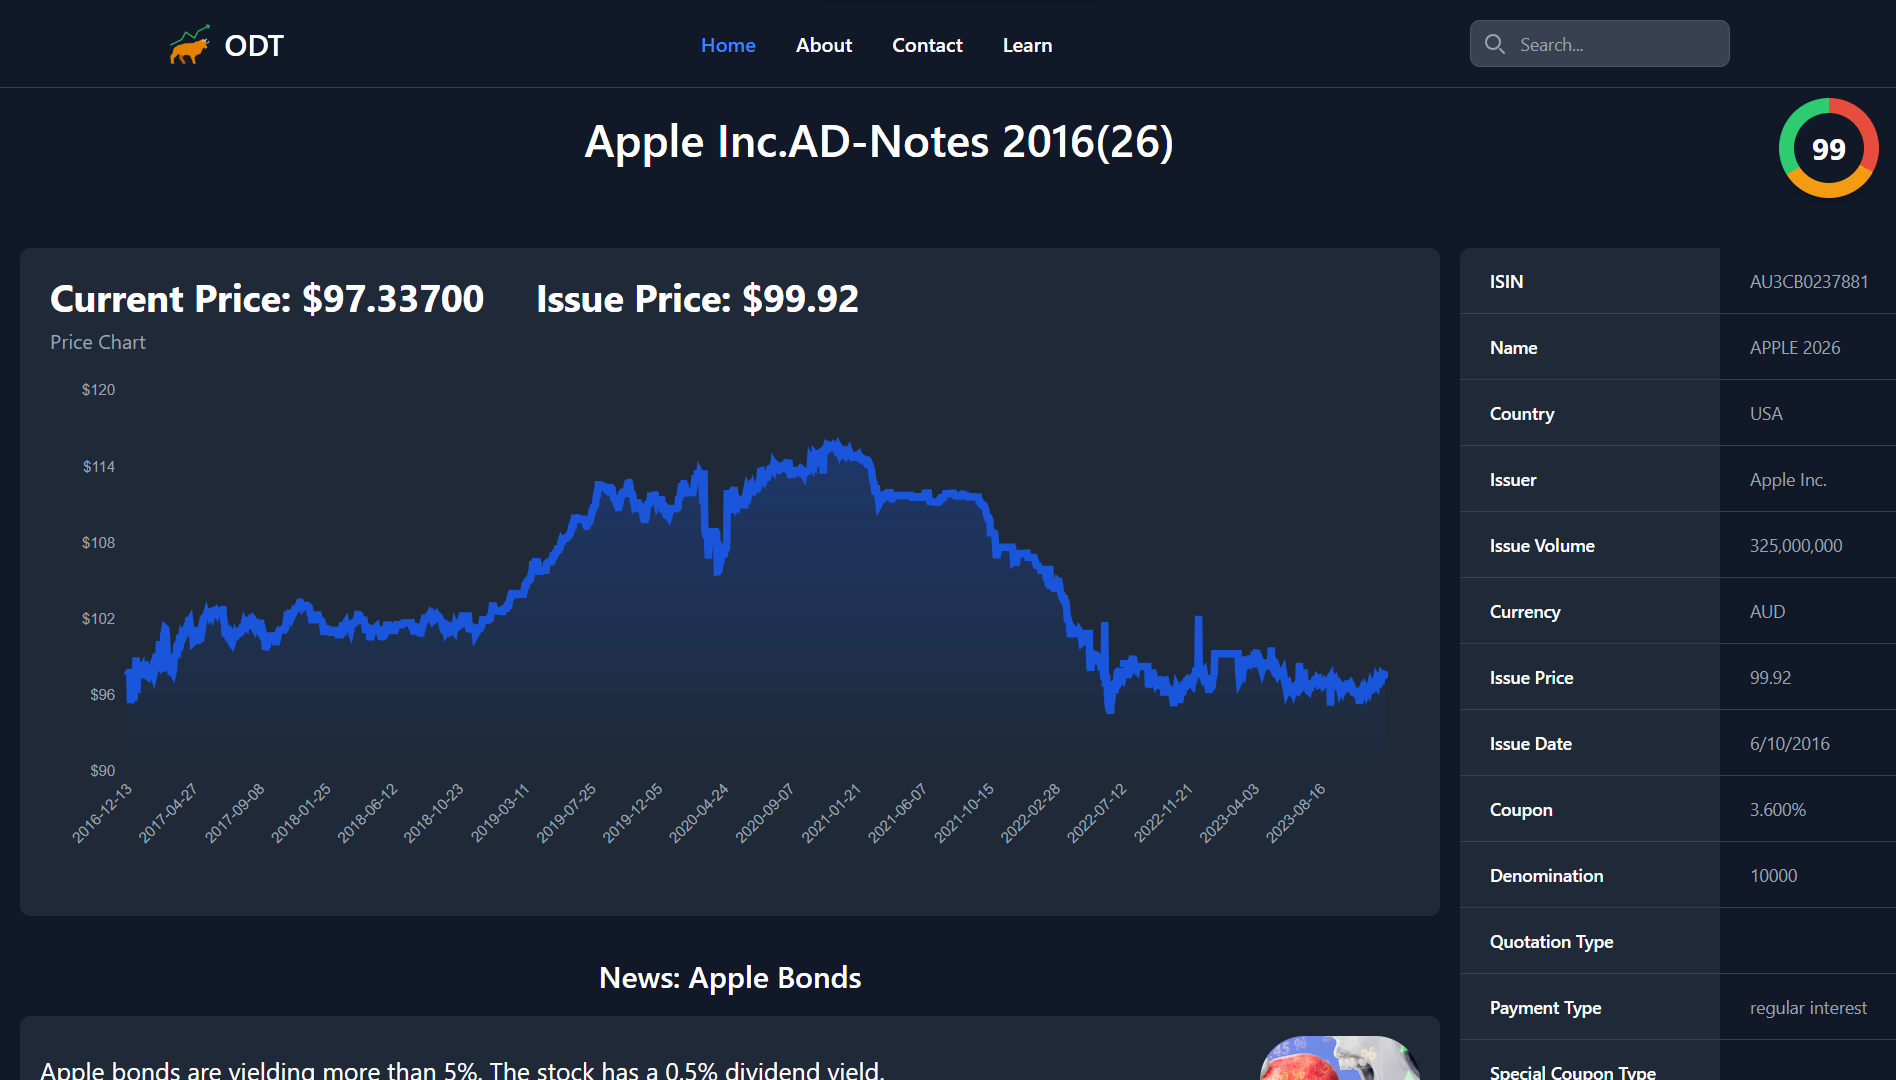 ODT
Home About Contact Learn
Search...
Apple Inc.AD-Notes 2016(26)
99
Current Price: $97.33700 Issue Price: $99.92
Price Chart
$120
$114
$108
$102
$96
$90
2016-12-13 2017-04-27 2017-09-08 2018-01-25 2018-06-12 2018-10-23 2019-03-11 2019-07-25 2019-12-05 2020-04-24 2020-09-07 2021-01-21 2021-06-07 2021-10-15 2022-02-28 2022-07-12 2022-11-21 2023-04-03 2023-08-16
ISIN AU3CB0237881
Name APPLE 2026
Country USA
Issuer Apple Inc.
Issue Volume 325,000,000
Currency AUD
Issue Price 99.92
Issue Date 6/10/2016
Coupon 3.600%
Denomination 10000
Quotation Type
Payment Type regular interest
Special Coupon Type
News: Apple Bonds
Apple bonds are yielding more than 5%. The stock has a 0.5% dividend yield.